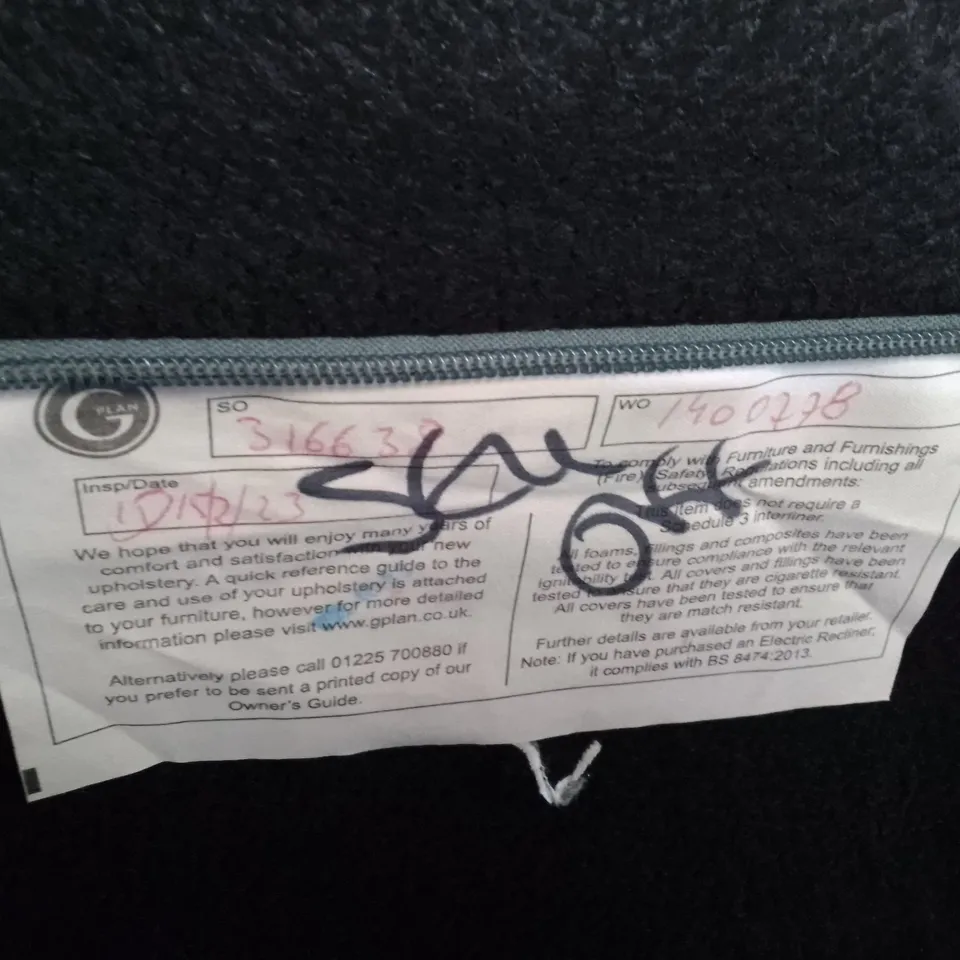 G PLAN
SO
WO 1400778
Insp/Date
We hope that you will enjoy many years of
comfort and satisfaction with your new
upholstery. A quick reference guide to the
care and use of your upholstery is attached
to your furniture, however for more detailed
information please visit www.gplan.co.uk.
Alternatively please call 01225 700880 if
you prefer to be sent a printed copy of our
Owner's Guide.
To comply with Furniture and Furnishings
(Fire) (Safety) Regulations including all
subsequent amendments:
This item does not require a
Schedule 3 interliner.
All foams, fillings and composites have been
tested to ensure compliance with the relevant
ignitability test. All covers and fillings have been
tested to ensure that they are cigarette resistant.
All covers have been tested to ensure that
they are match resistant.
Further details are available from your retailer.
Note: If you have purchased an Electric Recliner,
it complies with BS 8474:2013.